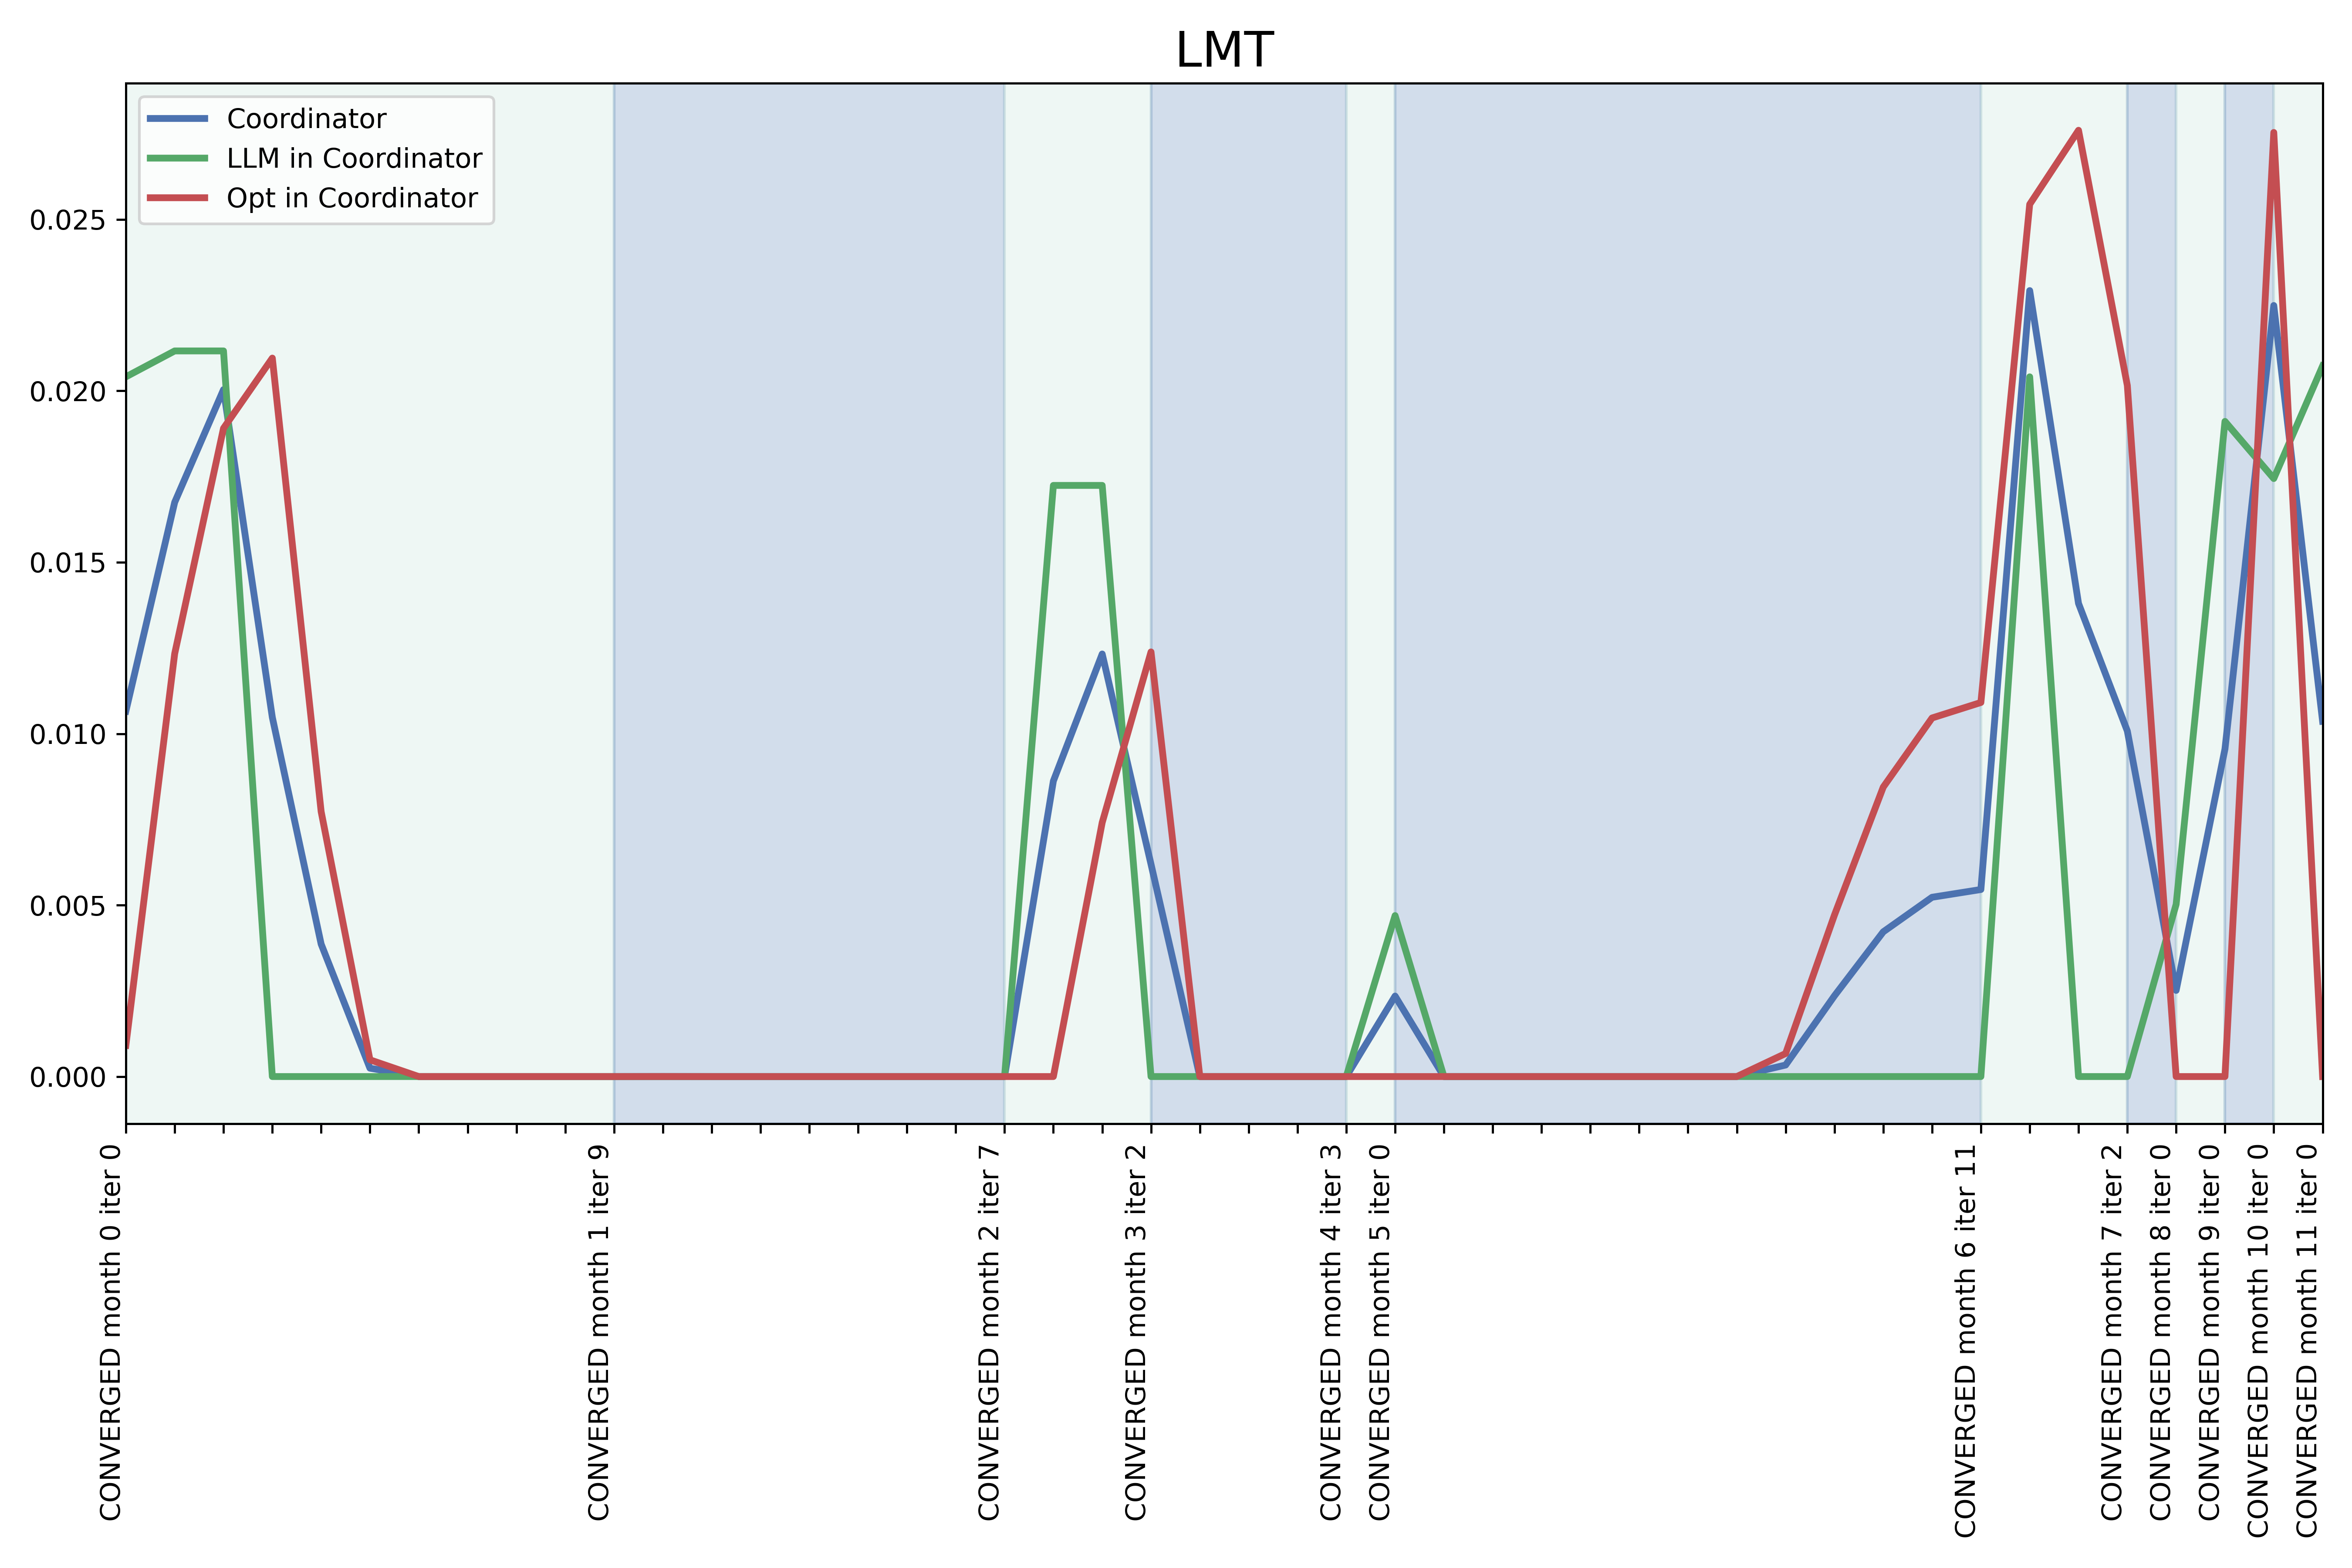 LMT
Coordinator
LLM in Coordinator
Opt in Coordinator
0.025
0.020
0.015
0.010
0.005
0.000
CONVERGED month 0 iter 0
CONVERGED month 1 iter 9
CONVERGED month 2 iter 7
CONVERGED month 3 iter 2
CONVERGED month 4 iter 3
CONVERGED month 5 iter 0
CONVERGED month 6 iter 11
CONVERGED month 7 iter 2
CONVERGED month 8 iter 0
CONVERGED month 9 iter 0
CONVERGED month 10 iter 0
CONVERGED month 11 iter 0